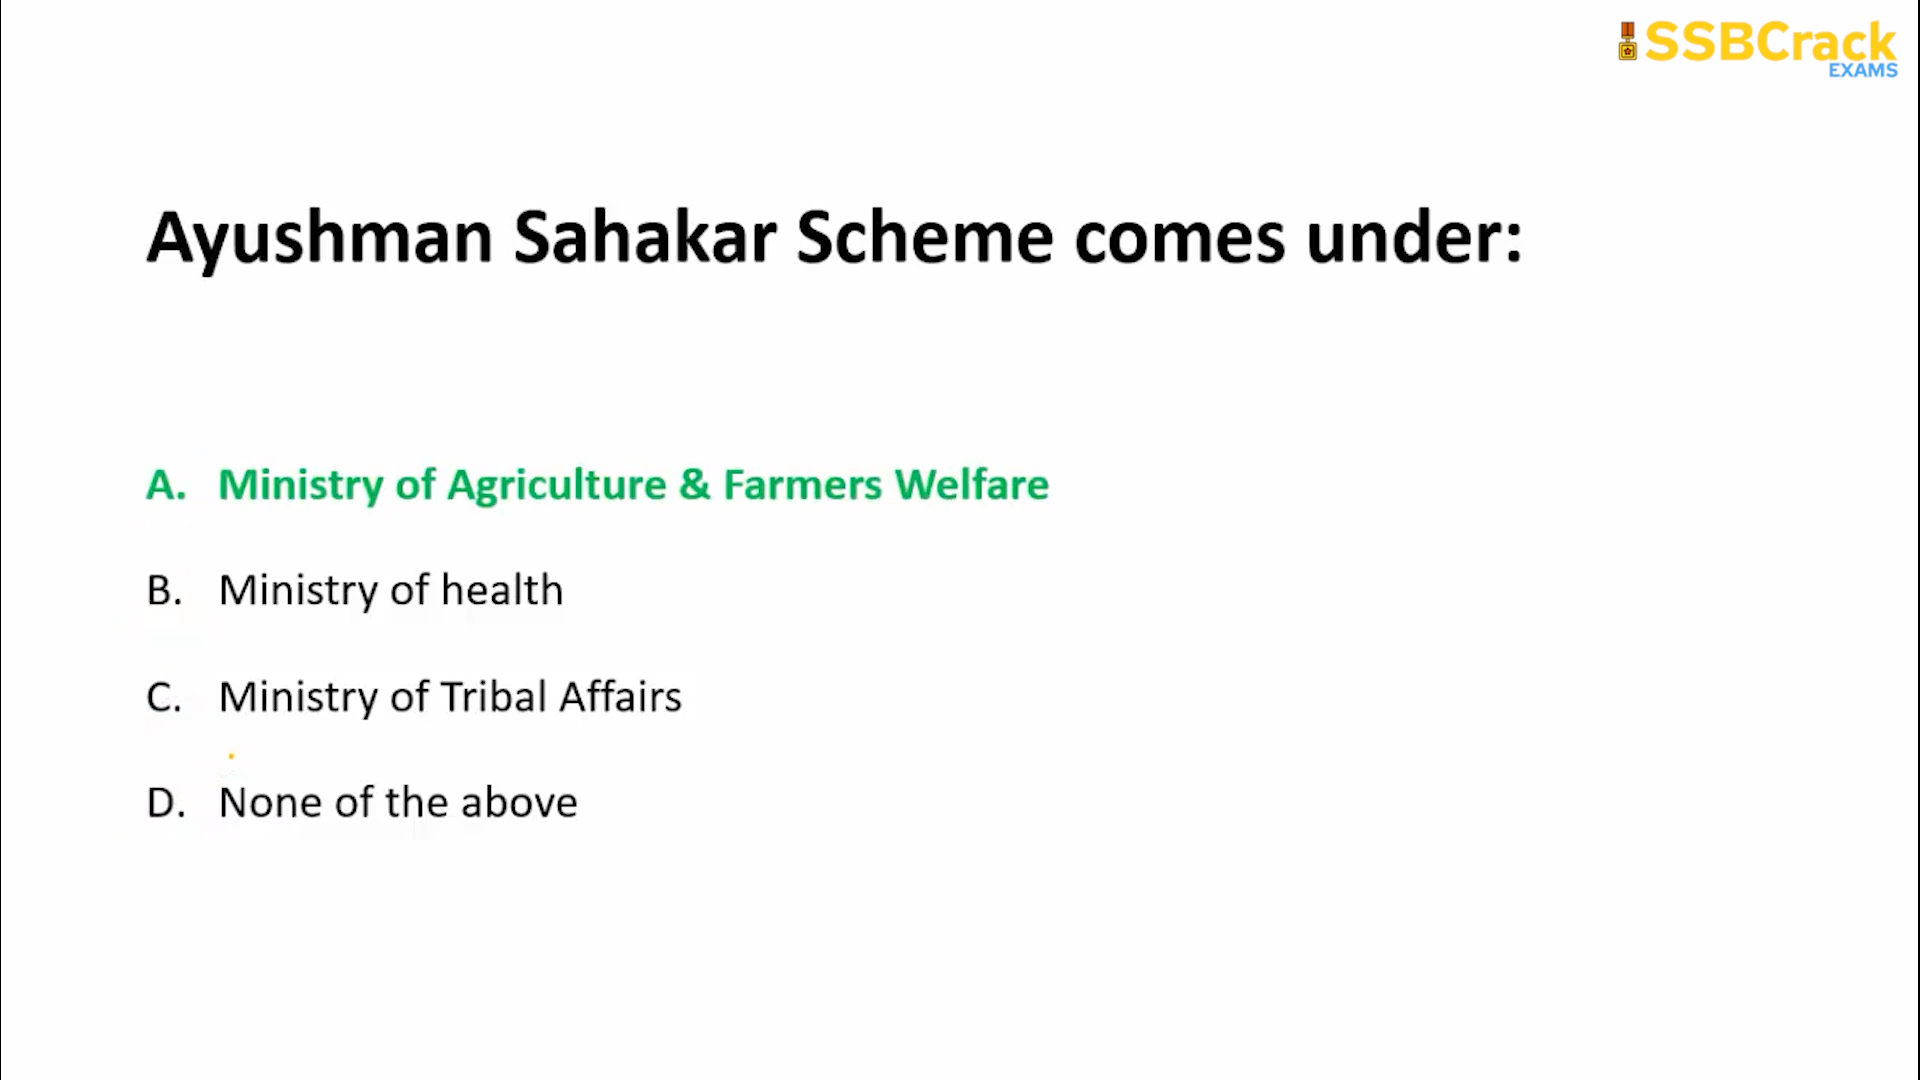 SSBCrack
EXAMS
Ayushman Sahakar Scheme comes under:
A. Ministry of Agriculture & Farmers Welfare
B. Ministry of health
C. Ministry of Tribal Affairs
D. None of the above